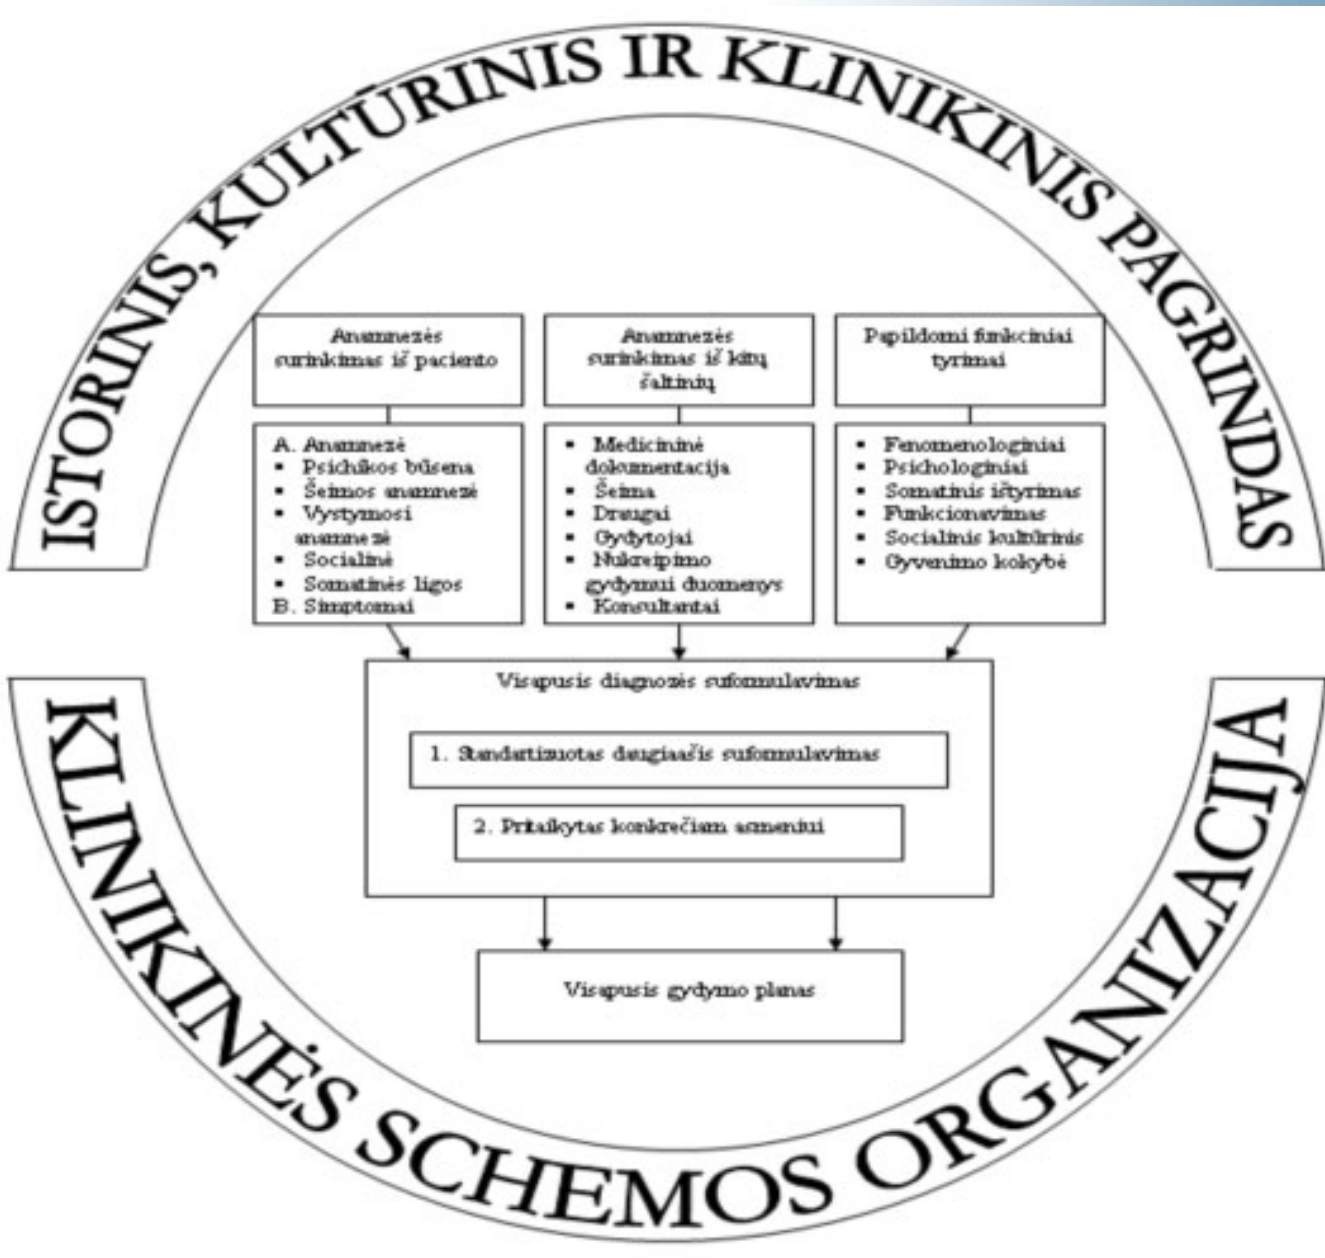 ISTORINIS, KULTŪRINIS IR KLINIKINIS PAGRINDAS
Anamnezės
surinkimas iš paciento
Anamnezės
surinkimas iš kitų
šaltinių
Papildomi funkciniai
tyrimai
A. Anamnezė
▪ Psichikos būsena
▪ Šeimos anamnezė
▪ Vystymosi
anamnezė
▪ Socialinė
▪ Somatinės ligos
B. Simptomai
▪ Medicininė
dokumentacija
▪ Šeima
▪ Draugai
▪ Gydytojai
▪ Nukreipimo
gydymui duomenys
▪ Konsultantai
▪ Fenomenologiniai
▪ Psichologiniai
▪ Somatinis ištyrimas
▪ Funkcionavimas
▪ Socialinis kultūrinis
▪ Gyvenimo kokybė
Visapusis diagnozės suformulavimas
1. Standartizuotas daugiaašis suformulavimas
2. Pritaikytas konkrečiam asmeniui
Visapusis gydymo planas
KLINIKINĖS SCHEMOS ORGANIZACIJA